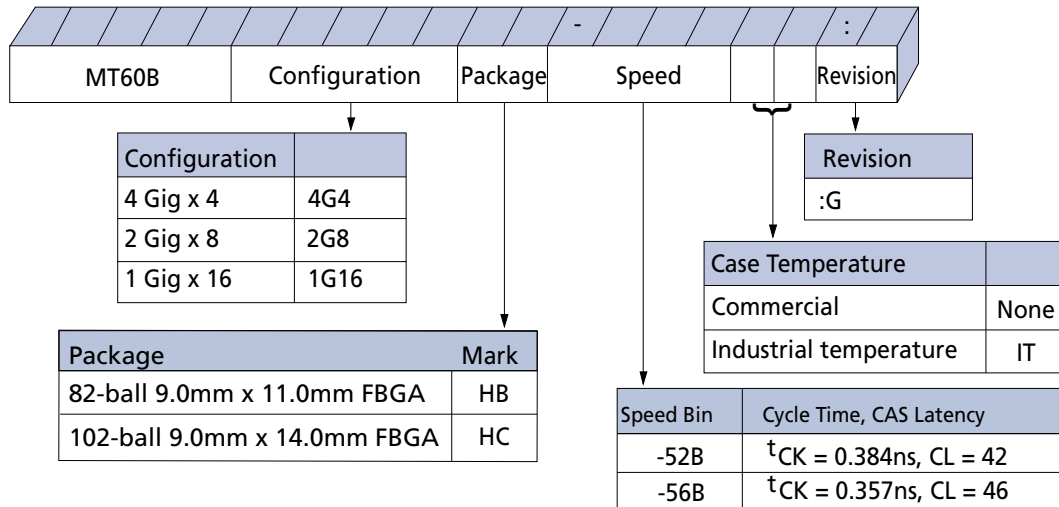 - :
MT60B Configuration Package Speed Revision
Configuration
4 Gig x 4 4G4
2 Gig x 8 2G8
1 Gig x 16 1G16
Revision
:G
Case Temperature
Commercial None
Industrial temperature IT
Package Mark
82-ball 9.0mm x 11.0mm FBGA HB
102-ball 9.0mm x 14.0mm FBGA HC
Speed Bin Cycle Time, CAS Latency
-52B tCK = 0.384ns, CL = 42
-56B tCK = 0.357ns, CL = 46